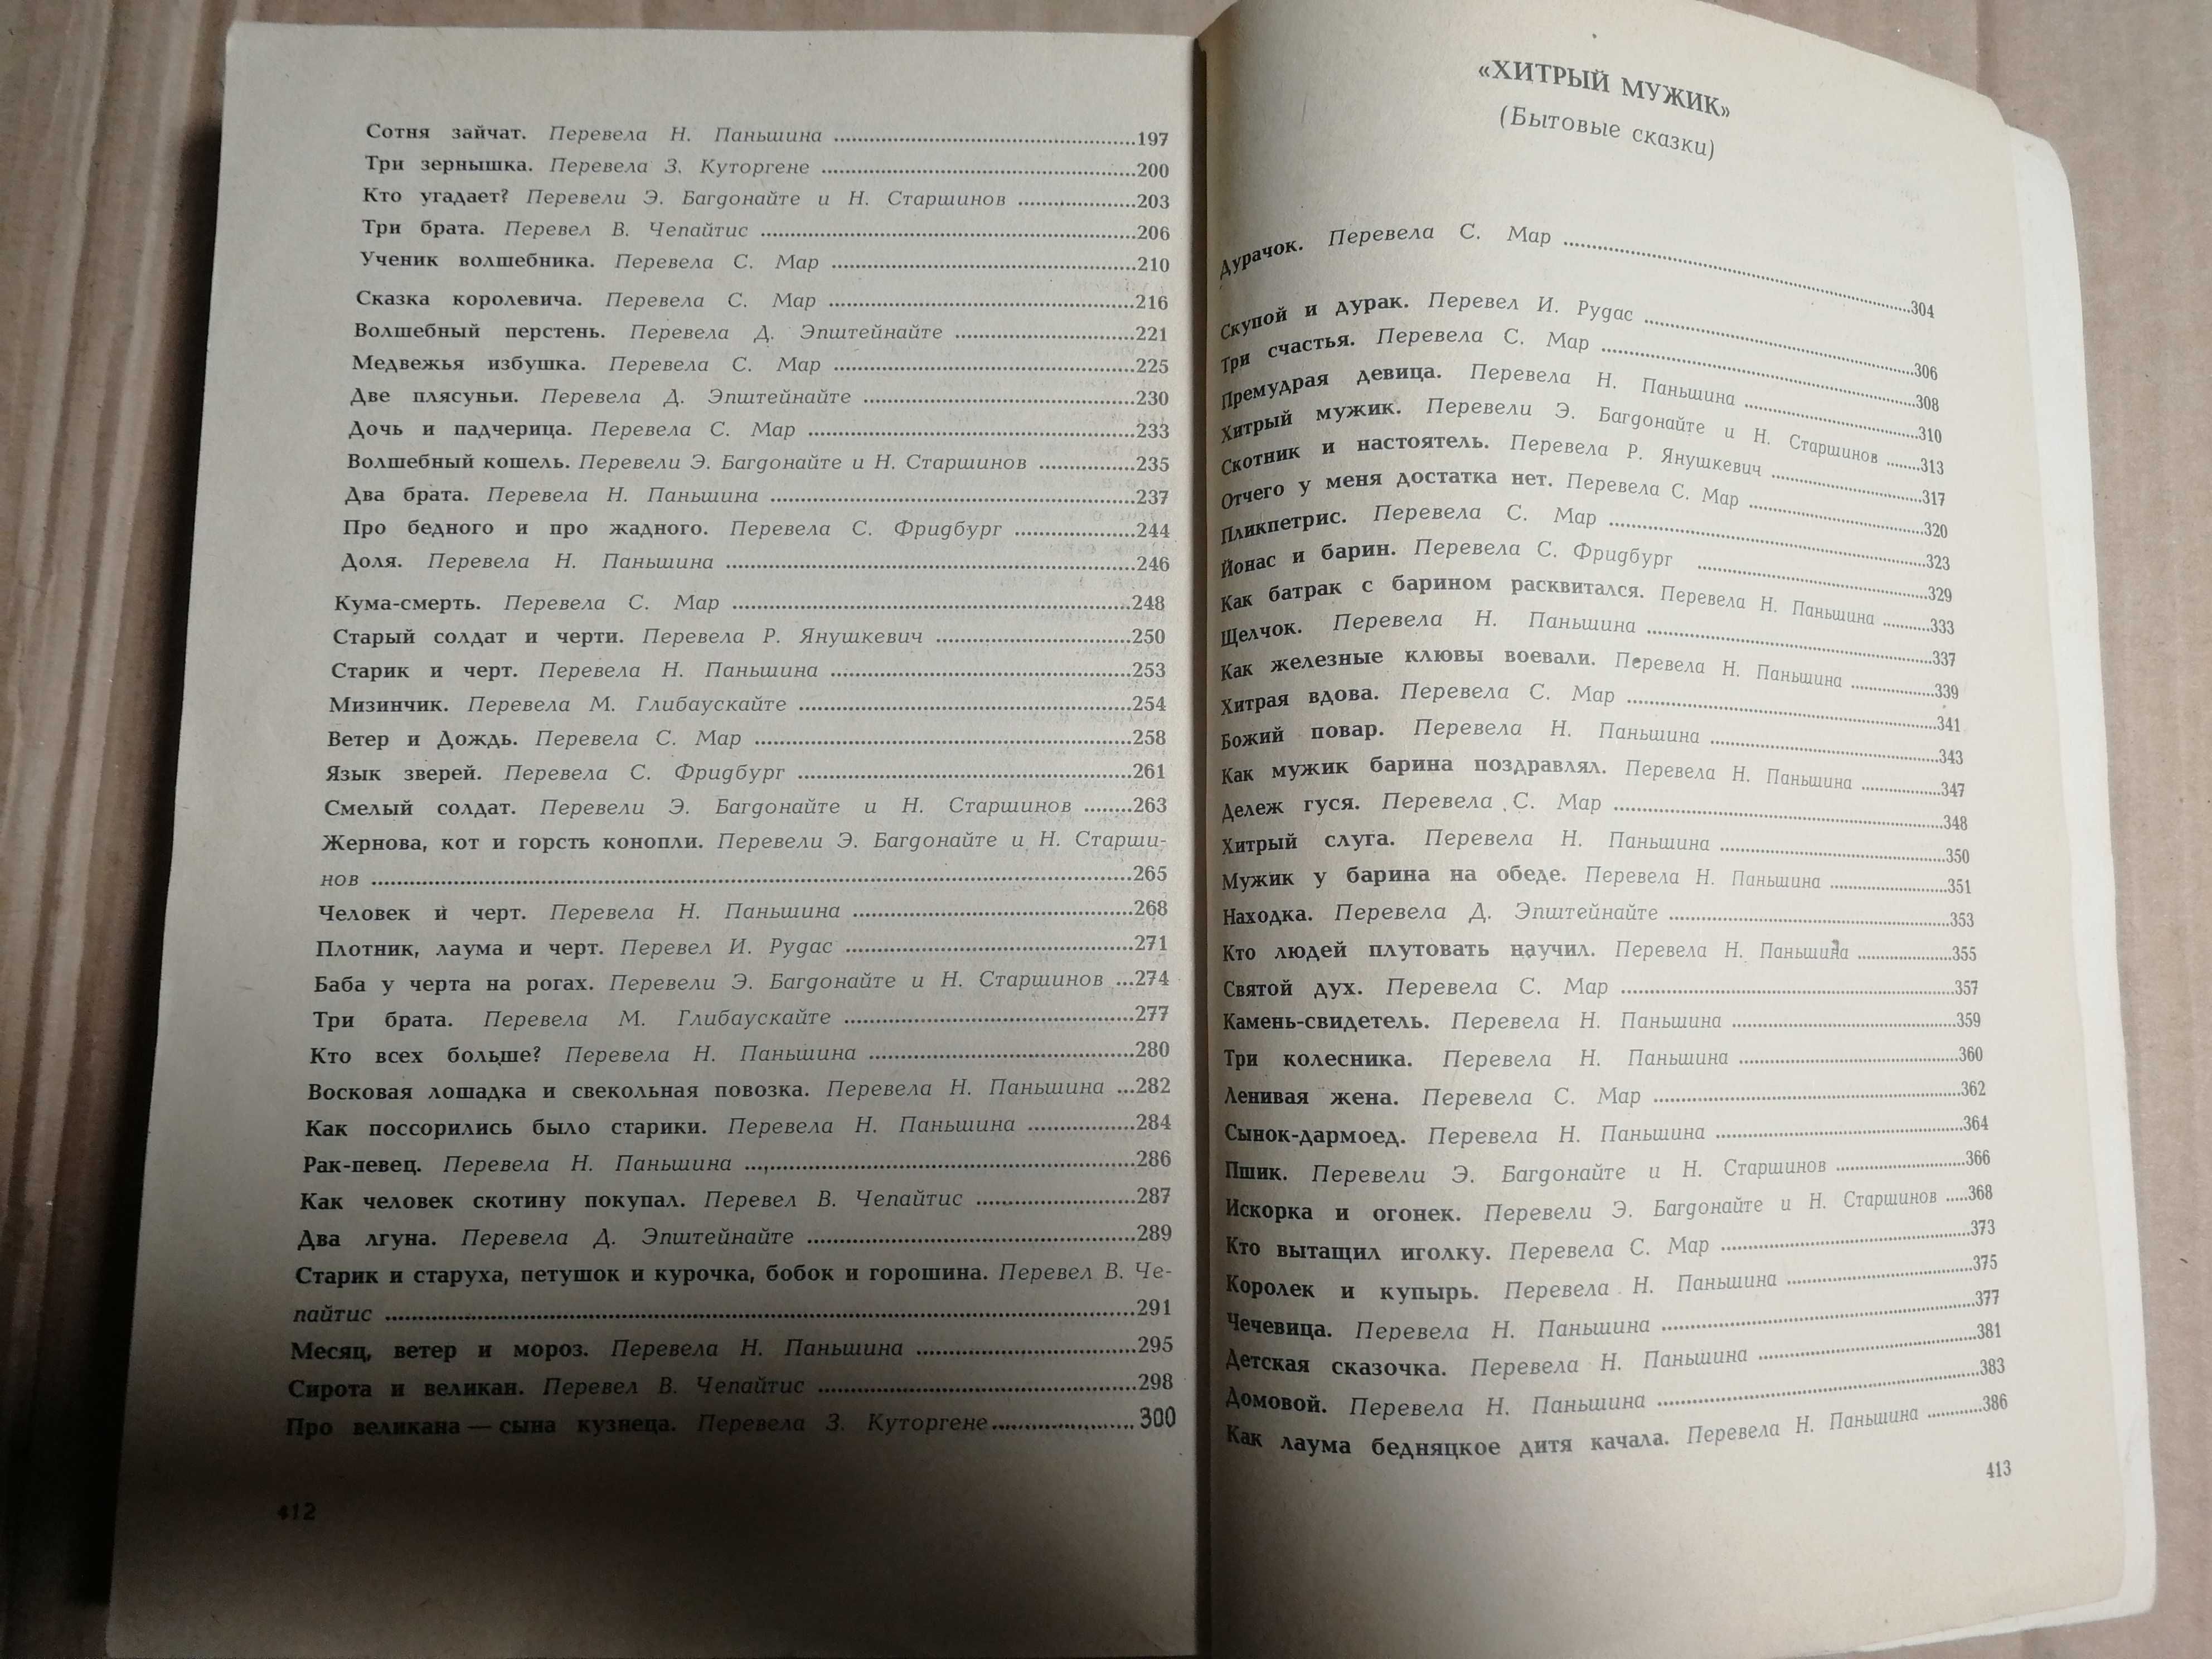 Сотня зайчат. Перевела Н. Паньшина ..... 197
Три зернышка. Перевела З. Куторгене ..... 200
Кто угадает? Перевели Э. Багдонайте и Н. Старшинов ..... 203
Три брата. Перевел В. Чепайтис ..... 206
Ученик волшебника. Перевела С. Мар ..... 210
Сказка королевича. Перевела С. Мар ..... 216
Волшебный перстень. Перевела Д. Эпштейнайте ..... 221
Медвежья избушка. Перевела С. Мар ..... 225
Две плясуньи. Перевела Д. Эпштейнайте ..... 230
Дочь и падчерица. Перевела С. Мар ..... 233
Волшебный кошель. Перевели Э. Багдонайте и Н. Старшинов ..... 235
Два брата. Перевела Н. Паньшина ..... 237
Про бедного и про жадного. Перевела С. Фридбург ..... 244
Доля. Перевела Н. Паньшина ..... 246
Кума-смерть. Перевела С. Мар ..... 248
Старый солдат и черти. Перевела Р. Янушкевич ..... 250
Старик и черт. Перевела Н. Паньшина ..... 253
Мизинчик. Перевела М. Глибаускайте ..... 254
Ветер и Дождь. Перевела С. Мар ..... 258
Язык зверей. Перевела С. Фридбург ..... 261
Смелый солдат. Перевели Э. Багдонайте и Н. Старшинов ..... 263
Жернова, кот и горсть конопли. Перевели Э. Багдонайте и Н. Старши-
нов ..... 265
Человек и черт. Перевела Н. Паньшина ..... 268
Плотник, лаума и черт. Перевел И. Рудас ..... 271
Баба у черта на рогах. Перевели Э. Багдонайте и Н. Старшинов ...274
Три брата. Перевела М. Глибаускайте ..... 277
Кто всех больше? Перевела Н. Паньшина ..... 280
Восковая лошадка и свекольная повозка. Перевела Н. Паньшина ...282
Как поссорились было старики. Перевела Н. Паньшина ..... 284
Рак-певец. Перевела Н. Паньшина ..... 286
Как человек скотину покупал. Перевел В. Чепайтис ..... 287
Два лгуна. Перевела Д. Эпштейнайте ..... 289
Старик и старуха, петушок и курочка, бобок и горошина. Перевел В. Че-
пайтис ..... 291
Месяц, ветер и мороз. Перевела Н. Паньшина ..... 295
Сирота и великан. Перевел В. Чепайтис ..... 298
Про великана — сына кузнеца. Перевела З. Куторгене ..... 300
412
«ХИТРЫЙ МУЖИК»
(Бытовые сказки)
Дурачок. Перевела С. Мар ..... 304
Скупой и дурак. Перевел И. Рудас ..... 306
Три счастья. Перевела С. Мар ..... 308
Премудрая девица. Перевела Н. Паньшина ..... 310
Хитрый мужик. Перевели Э. Багдонайте и Н. Старшинов ..... 313
Скотник и настоятель. Перевела Р. Янушкевич ..... 317
Отчего у меня достатка нет. Перевела С. Мар ..... 320
Пликпетрис. Перевела С. Мар ..... 323
Йонас и барин. Перевела С. Фридбург ..... 329
Как батрак с барином расквитался. Перевела Н. Паньшина ..... 333
Щелчок. Перевела Н. Паньшина ..... 337
Как железные клювы воевали. Перевела Н. Паньшина ..... 339
Хитрая вдова. Перевела С. Мар ..... 341
Божий повар. Перевела Н. Паньшина ..... 343
Как мужик барина поздравлял. Перевела Н. Паньшина ..... 347
Дележ гуся. Перевела С. Мар ..... 348
Хитрый слуга. Перевела Н. Паньшина ..... 350
Мужик у барина на обеде. Перевела Н. Паньшина ..... 351
Находка. Перевела Д. Эпштейнайте ..... 353
Кто людей плутовать научил. Перевела Н. Паньшина ..... 355
Святой дух. Перевела С. Мар ..... 357
Камень-свидетель. Перевела Н. Паньшина ..... 359
Три колесника. Перевела Н. Паньшина ..... 360
Ленивая жена. Перевела С. Мар ..... 362
Сынок-дармоед. Перевела Н. Паньшина ..... 364
Пшик. Перевели Э. Багдонайте и Н. Старшинов ..... 366
Искорка и огонек. Перевели Э. Багдонайте и Н. Старшинов ..... 368
Кто вытащил иголку. Перевела С. Мар ..... 373
Королек и купырь. Перевела Н. Паньшина ..... 375
Чечевица. Перевела Н. Паньшина ..... 377
Детская сказочка. Перевела Н. Паньшина ..... 381
Домовой. Перевела Н. Паньшина ..... 383
Как лаума бедняцкое дитя качала. Перевела Н. Паньшина ..... 386
413